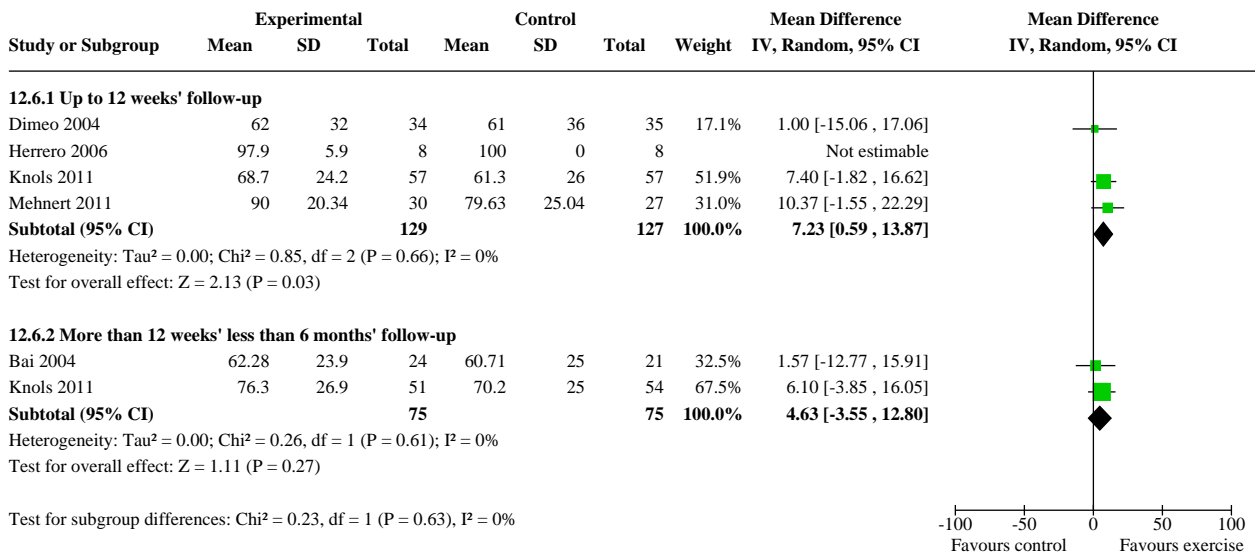 Experimental Control Mean Difference Mean Difference
Study or Subgroup Mean SD Total Mean SD Total Weight IV, Random, 95% CI IV, Random, 95% CI
12.6.1 Up to 12 weeks' follow-up
Dimeo 2004 62 32 34 61 36 35 17.1% 1.00 [-15.06 , 17.06]
Herrero 2006 97.9 5.9 8 100 0 8 Not estimable
Knols 2011 68.7 24.2 57 61.3 26 57 51.9% 7.40 [-1.82 , 16.62]
Mehnert 2011 90 20.34 30 79.63 25.04 27 31.0% 10.37 [-1.55 , 22.29]
Subtotal (95% CI) 129 127 100.0% 7.23 [0.59 , 13.87]
Heterogeneity: Tau² = 0.00; Chi² = 0.85, df = 2 (P = 0.66); I² = 0%
Test for overall effect: Z = 2.13 (P = 0.03)
12.6.2 More than 12 weeks' less than 6 months' follow-up
Bai 2004 62.28 23.9 24 60.71 25 21 32.5% 1.57 [-12.77 , 15.91]
Knols 2011 76.3 26.9 51 70.2 25 54 67.5% 6.10 [-3.85 , 16.05]
Subtotal (95% CI) 75 75 100.0% 4.63 [-3.55 , 12.80]
Heterogeneity: Tau² = 0.00; Chi² = 0.26, df = 1 (P = 0.61); I² = 0%
Test for overall effect: Z = 1.11 (P = 0.27)
Test for subgroup differences: Chi² = 0.23, df = 1 (P = 0.63), I² = 0%
-100 -50 0 50 100
Favours control Favours exercise